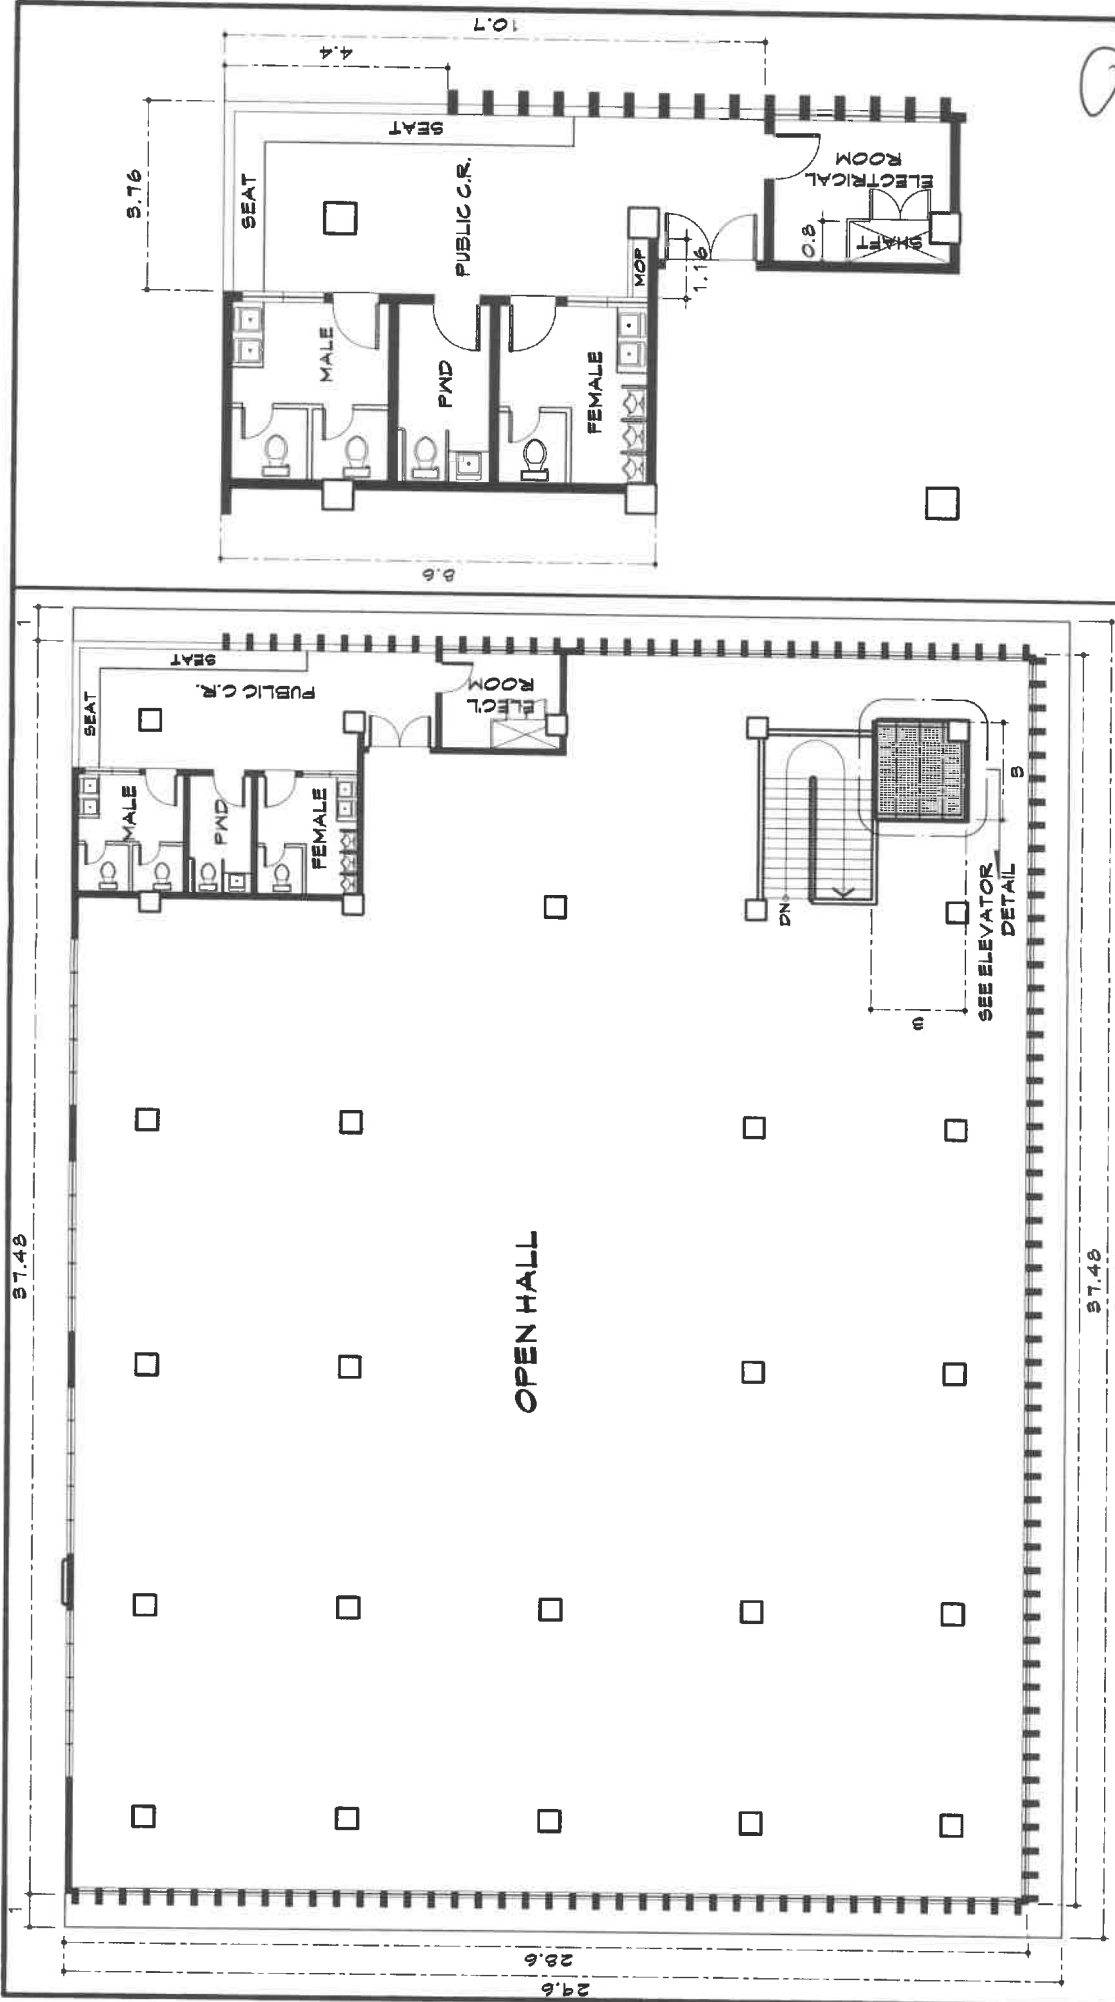 10.7
4.4
3.76
SEAT
SEAT
PUBLIC C.R.
MALE
PWD
FEMALE
MOP
1.16
0.8
SHAFT
ELECTRICAL
ROOM
8.6
1
37.48
SEAT
SEAT
PUBLIC C.R.
MALE
PWD
FEMALE
ELEC'L
ROOM
DN
3
3
SEE ELEVATOR
DETAIL
OPEN HALL
37.48
1
28.6
29.6